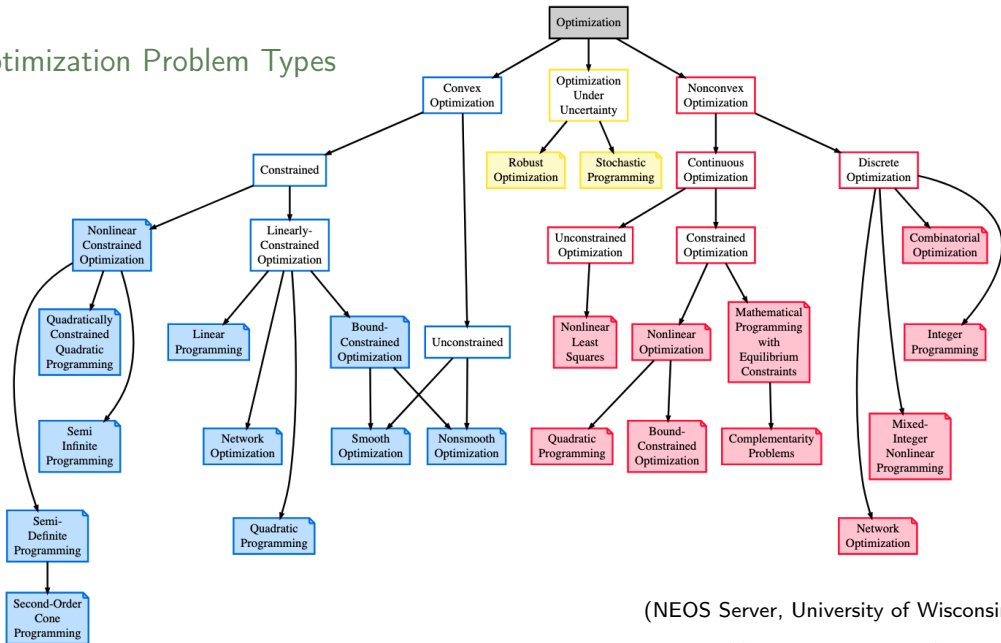 Optimization
ptimization Problem Types
Convex
Optimization
Optimization
Under
Uncertainty
Nonconvex
Optimization
Robust
Optimization
Stochastic
Programming
Constrained
Continuous
Optimization
Discrete
Optimization
Nonlinear
Constrained
Optimization
Linearly-
Constrained
Optimization
Unconstrained
Optimization
Constrained
Optimization
Combinatorial
Optimization
Quadratically
Constrained
Quadratic
Programming
Linear
Programming
Bound-
Constrained
Optimization
Unconstrained
Nonlinear
Least
Squares
Nonlinear
Optimization
Mathematical
Programming
with
Equilibrium
Constraints
Integer
Programming
Semi
Infinite
Programming
Network
Optimization
Smooth
Optimization
Nonsmooth
Optimization
Quadratic
Programming
Bound-
Constrained
Optimization
Complementarity
Problems
Mixed-
Integer
Nonlinear
Programming
Semi-
Definite
Programming
Quadratic
Programming
Network
Optimization
Second-Order
Cone
Programming
(NEOS Server, University of Wisconsi